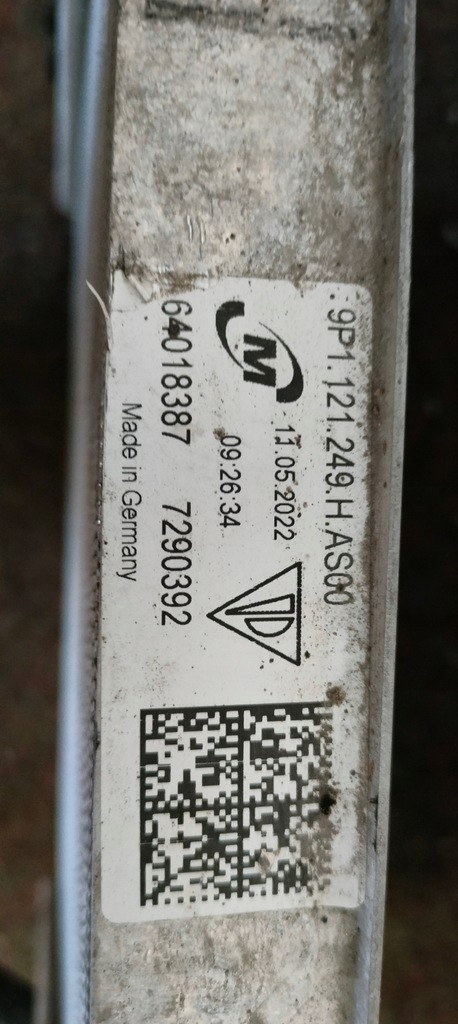 9P1.121.249.H.AS00
M
11.05.2022
09:26:34
64018387 7290392
Made in Germany